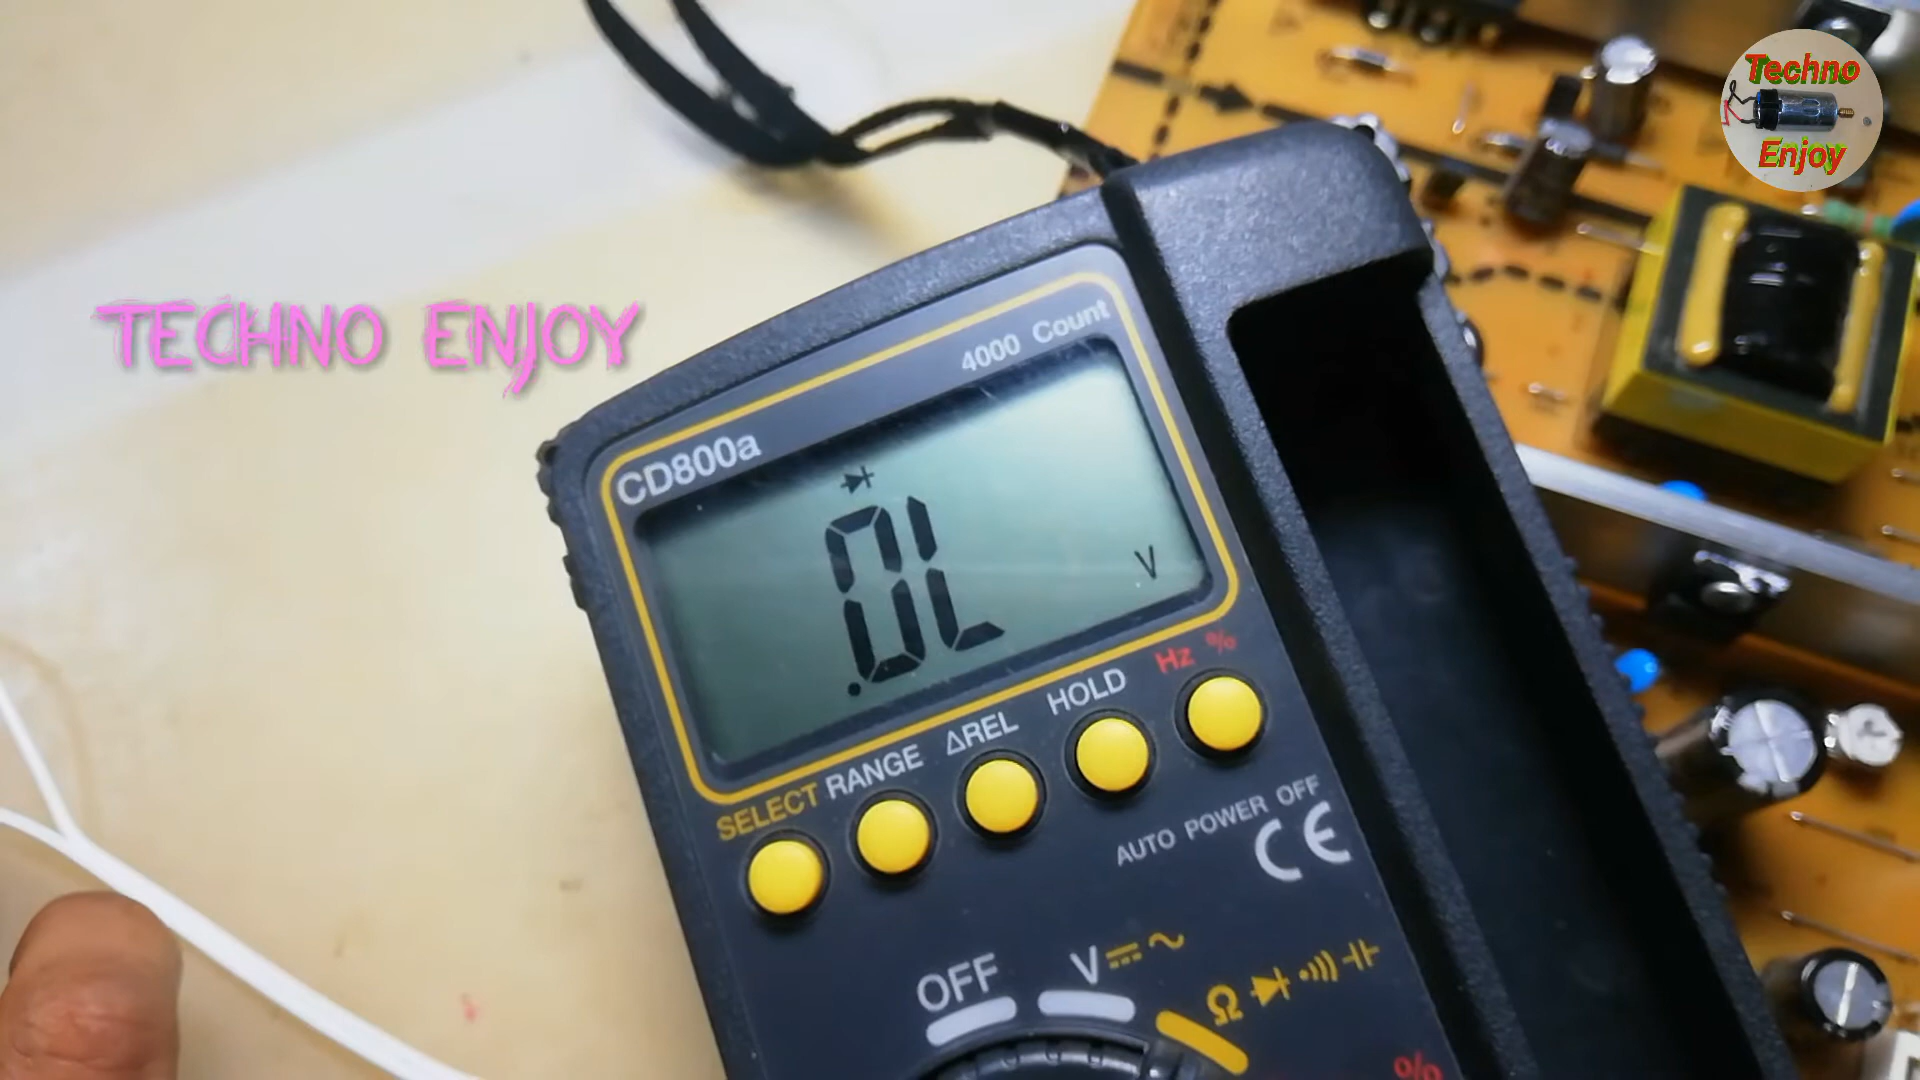 Techno
Enjoy
TECHNO ENJOY
4000 Count
CD800a
.0L
V
SELECT RANGE ΔREL HOLD Hz %
AUTO POWER OFF
CE
OFF V Ω
%